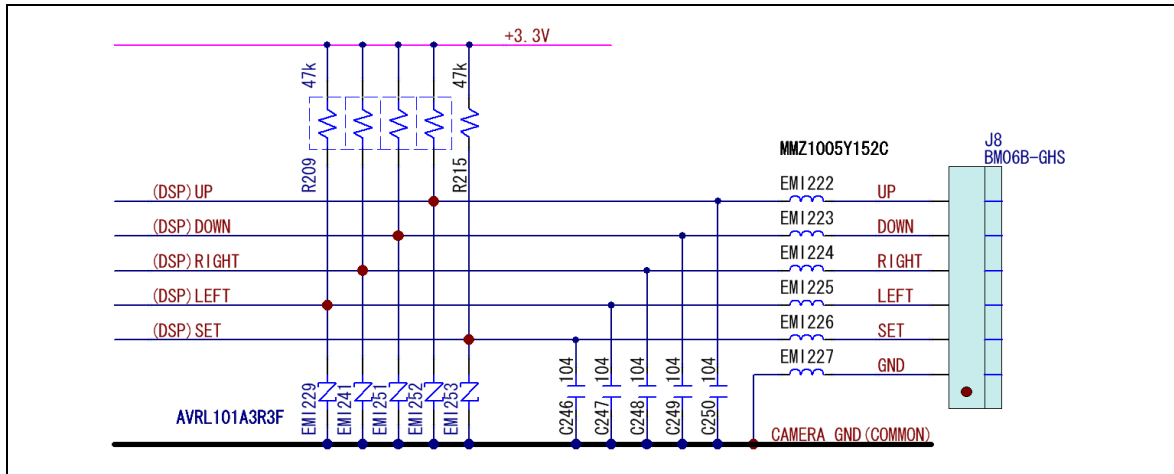 +3.3V
47k
47k
R209
R215
MMZ1005Y152C
J8
BM06B-GHS
(DSP)UP
EMI222
UP
(DSP)DOWN
EMI223
DOWN
(DSP)RIGHT
EMI224
RIGHT
(DSP)LEFT
EMI225
LEFT
(DSP)SET
EMI226
SET
EMI227
GND
AVRL101A3R3F
EMI229
EMI241
EMI251
EMI252
EMI253
C246 104
C247 104
C248 104
C249 104
C250 104
CAMERA GND(COMMON)